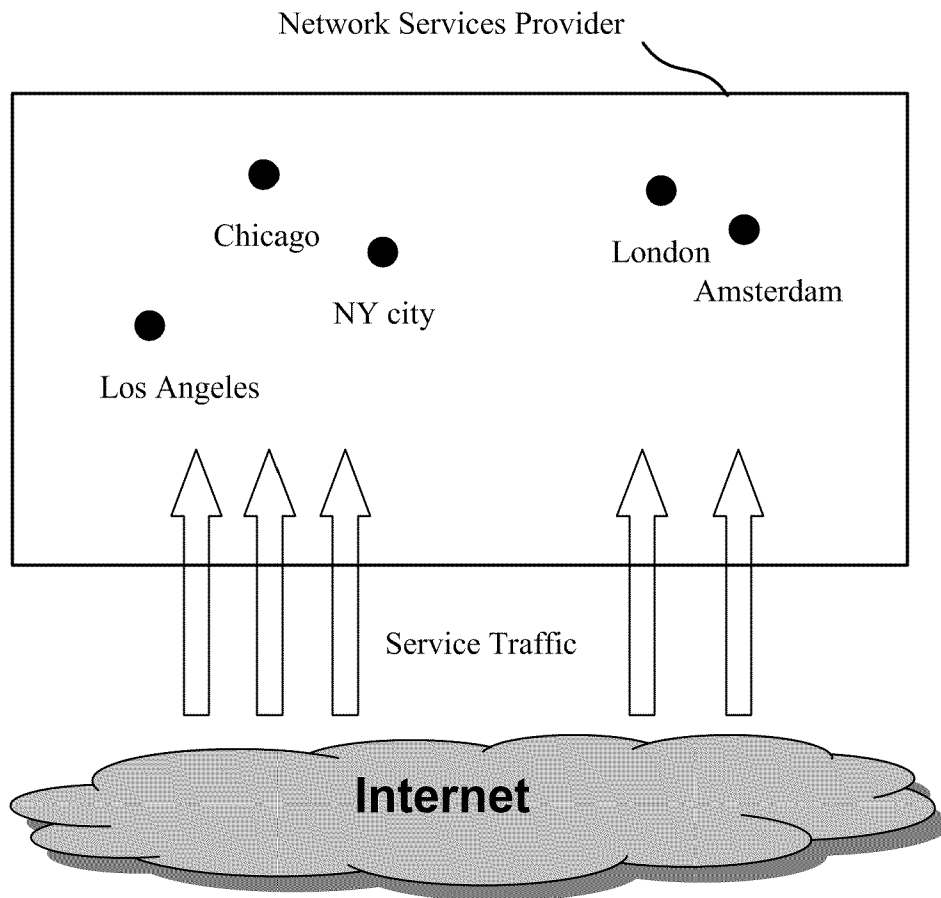 Network Services Provider
Chicago
London
NY city
Amsterdam
Los Angeles
Service Traffic
Internet